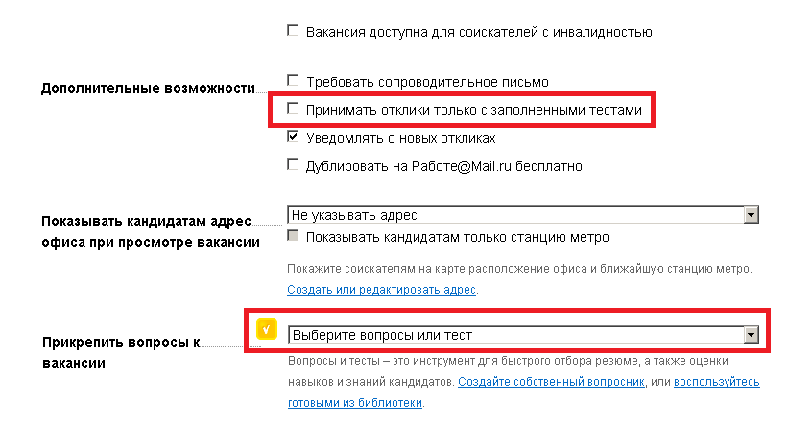 Вакансия доступна для соискателей с инвалидностью
Дополнительные возможности
Требовать сопроводительное письмо
Принимать отклики только с заполненными тестами
Уведомлять о новых откликах
Дублировать на Работе@Mail.ru бесплатно
Показывать кандидатам адрес
офиса при просмотре вакансии
Не указывать адрес
Показывать кандидатам только станцию метро
Покажите соискателям на карте расположение офиса и ближайшую станцию метро.
Создать или редактировать адрес.
Прикрепить вопросы к
вакансии
Выберите вопросы или тест
Вопросы и тесты – это инструмент для быстрого отбора резюме, а также оценки
навыков и знаний кандидатов. Создайте собственный вопросник, или воспользуйтесь
готовыми из библиотеки.